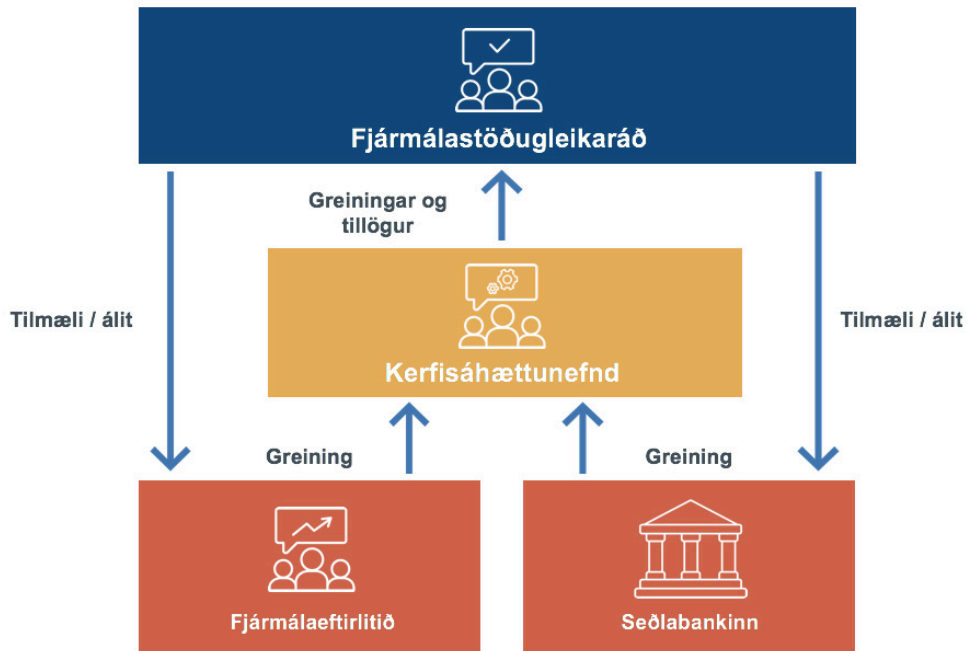 Fjármálastöðugleikaráð
Greiningar og
tillögur
Tilmæli / álit
Tilmæli / álit
Kerfisáhættunefnd
Greining
Greining
Fjármálaeftirlitið
Seðlabankinn